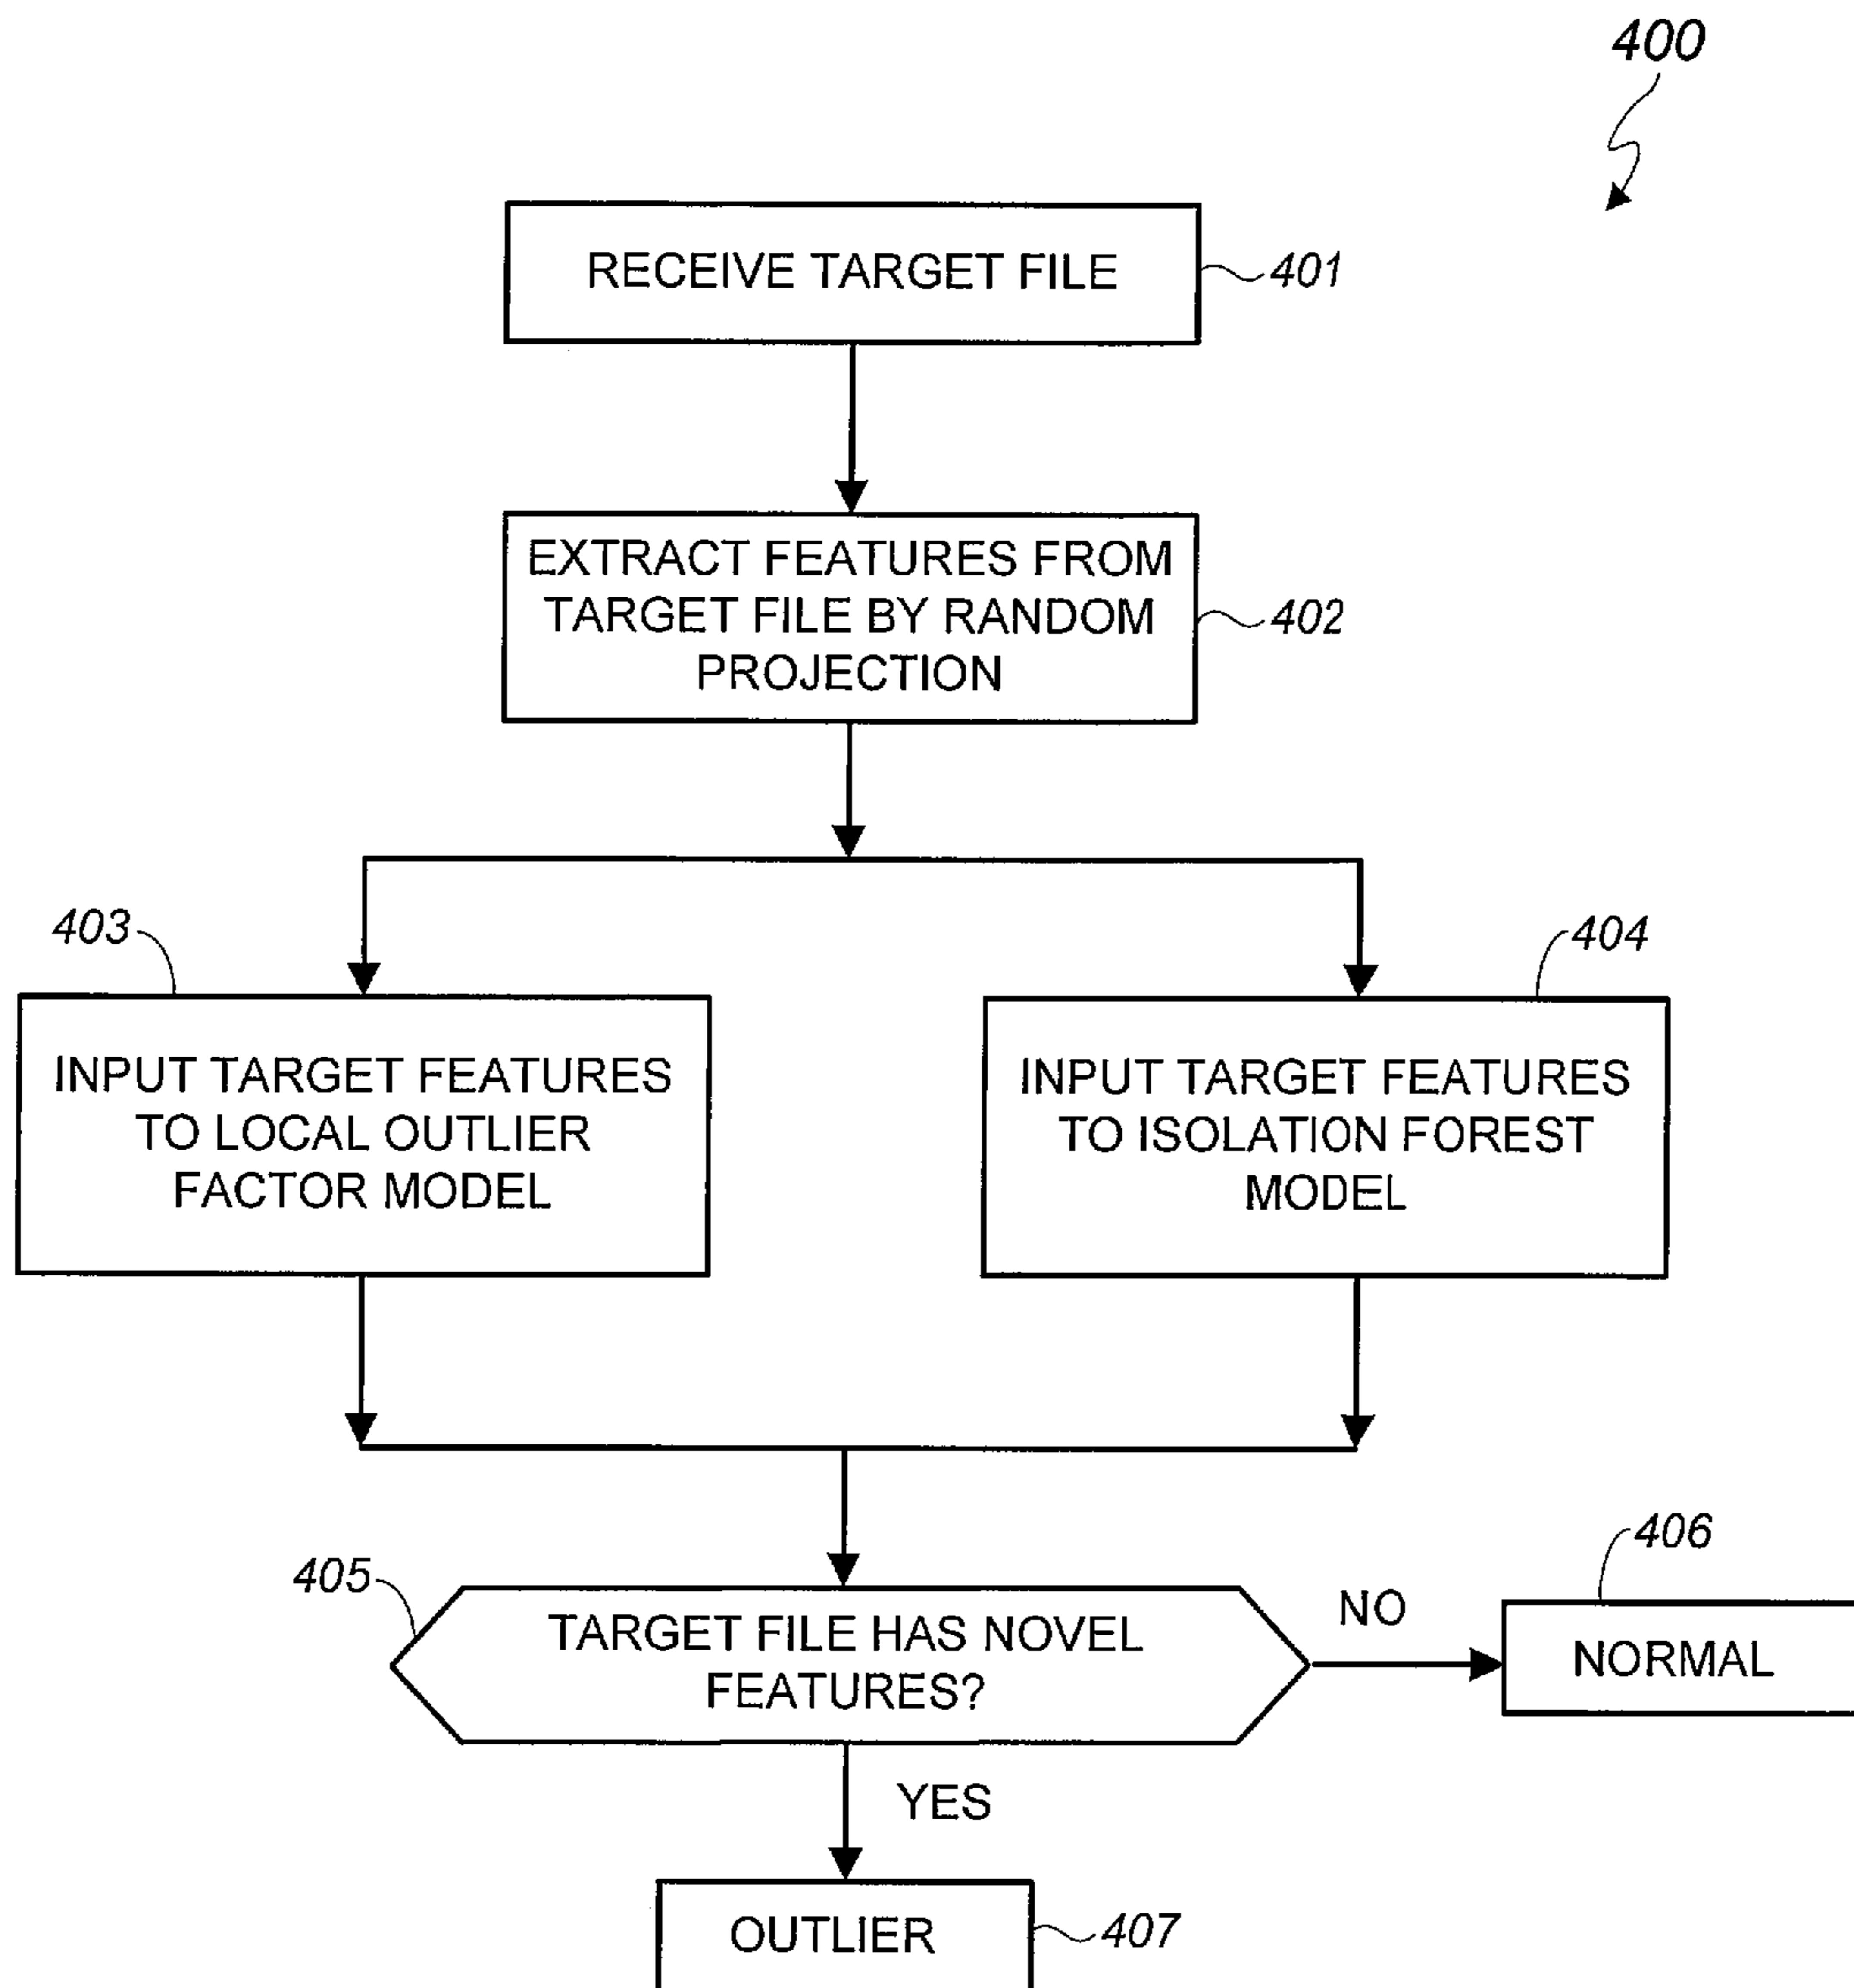 400
RECEIVE TARGET FILE
401
EXTRACT FEATURES FROM
TARGET FILE BY RANDOM
PROJECTION
402
403
INPUT TARGET FEATURES
TO LOCAL OUTLIER
FACTOR MODEL
404
INPUT TARGET FEATURES
TO ISOLATION FOREST
MODEL
405
TARGET FILE HAS NOVEL
FEATURES?
NO
406
NORMAL
YES
OUTLIER
407